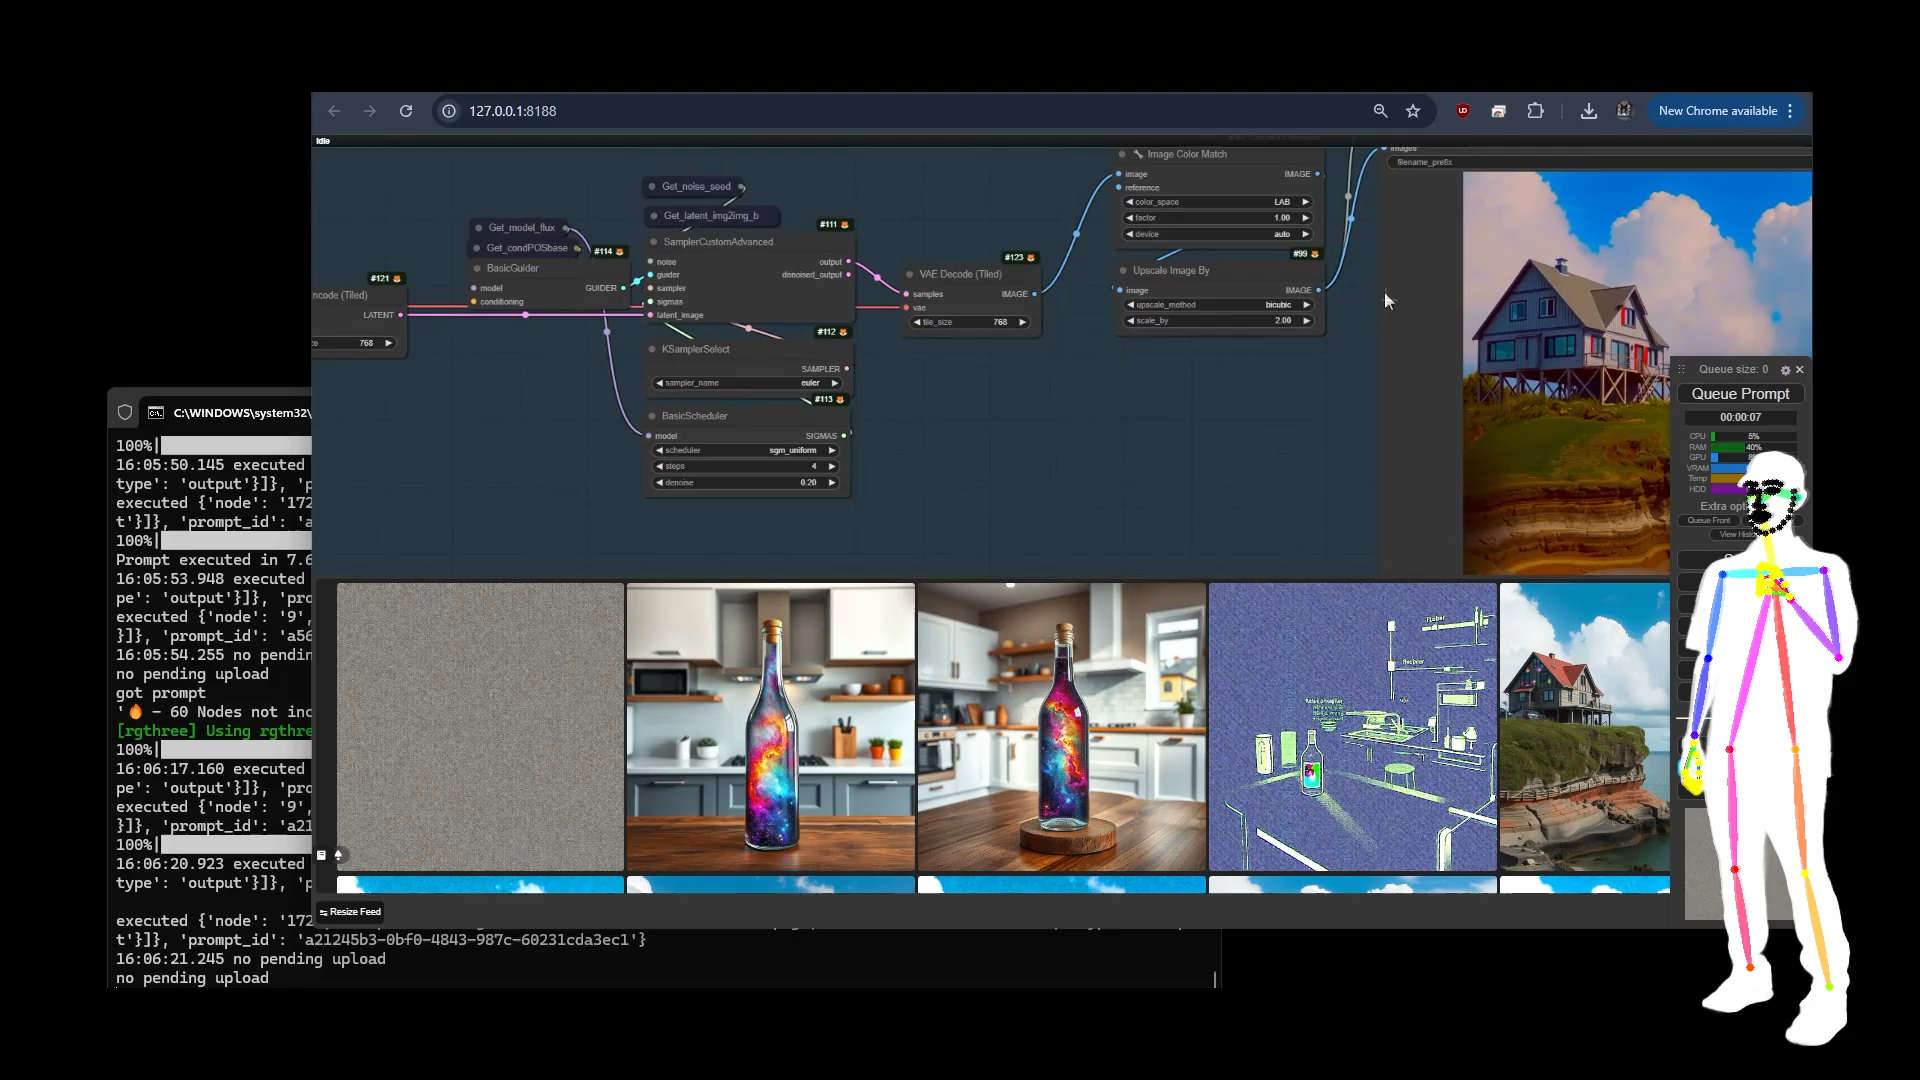 127.0.0.1:8188
New Chrome available
Idle
Image Color Match
image
IMAGE
reference
color_space
LAB
factor
1.00
device
auto
images
filename_prefix
Get_noise_seed
Get_latent_img2img_b
#111
SamplerCustomAdvanced
noise
output
guider
denoised_output
sampler
sigmas
latent_image
Get_model_flux
Get_condPOSbase
#114
BasicGuider
model
GUIDER
conditioning
#121
ncode (Tiled)
LATENT
768
#123
VAE Decode (Tiled)
samples
IMAGE
vae
tile_size
768
#99
Upscale Image By
image
IMAGE
upscale_method
bicubic
scale_by
2.00
#112
KSamplerSelect
SAMPLER
sampler_name
euler
#113
BasicScheduler
model
SIGMAS
scheduler
sgm_uniform
steps
4
denoise
0.20
Queue size: 0
Queue Prompt
00:00:07
CPU
5%
RAM
40%
GPU
VRAM
Temp
HDD
Extra opt
Queue Front
View Hist
Resize Feed
C:\WINDOWS\system32\
100%|
16:05:50.145 executed
type': 'output'}]}, 'p
executed {'node': '172
t'}]}, 'prompt_id': 'a
100%|
Prompt executed in 7.6
16:05:53.948 executed
pe': 'output'}]}, 'pro
executed {'node': '9',
}]}, 'prompt_id': 'a56
16:05:54.255 no pendin
no pending upload
got prompt
'🔥 - 60 Nodes not inc
[rgthree] Using rgthre
100%|
16:06:17.160 executed
pe': 'output'}]}, 'pro
executed {'node': '9',
}]}, 'prompt_id': 'a21
100%|
16:06:20.923 executed
type': 'output'}]}, 'p
executed {'node': '172
t'}]}, 'prompt_id': 'a21245b3-0bf0-4843-987c-60231cda3ec1'}
16:06:21.245 no pending upload
no pending upload